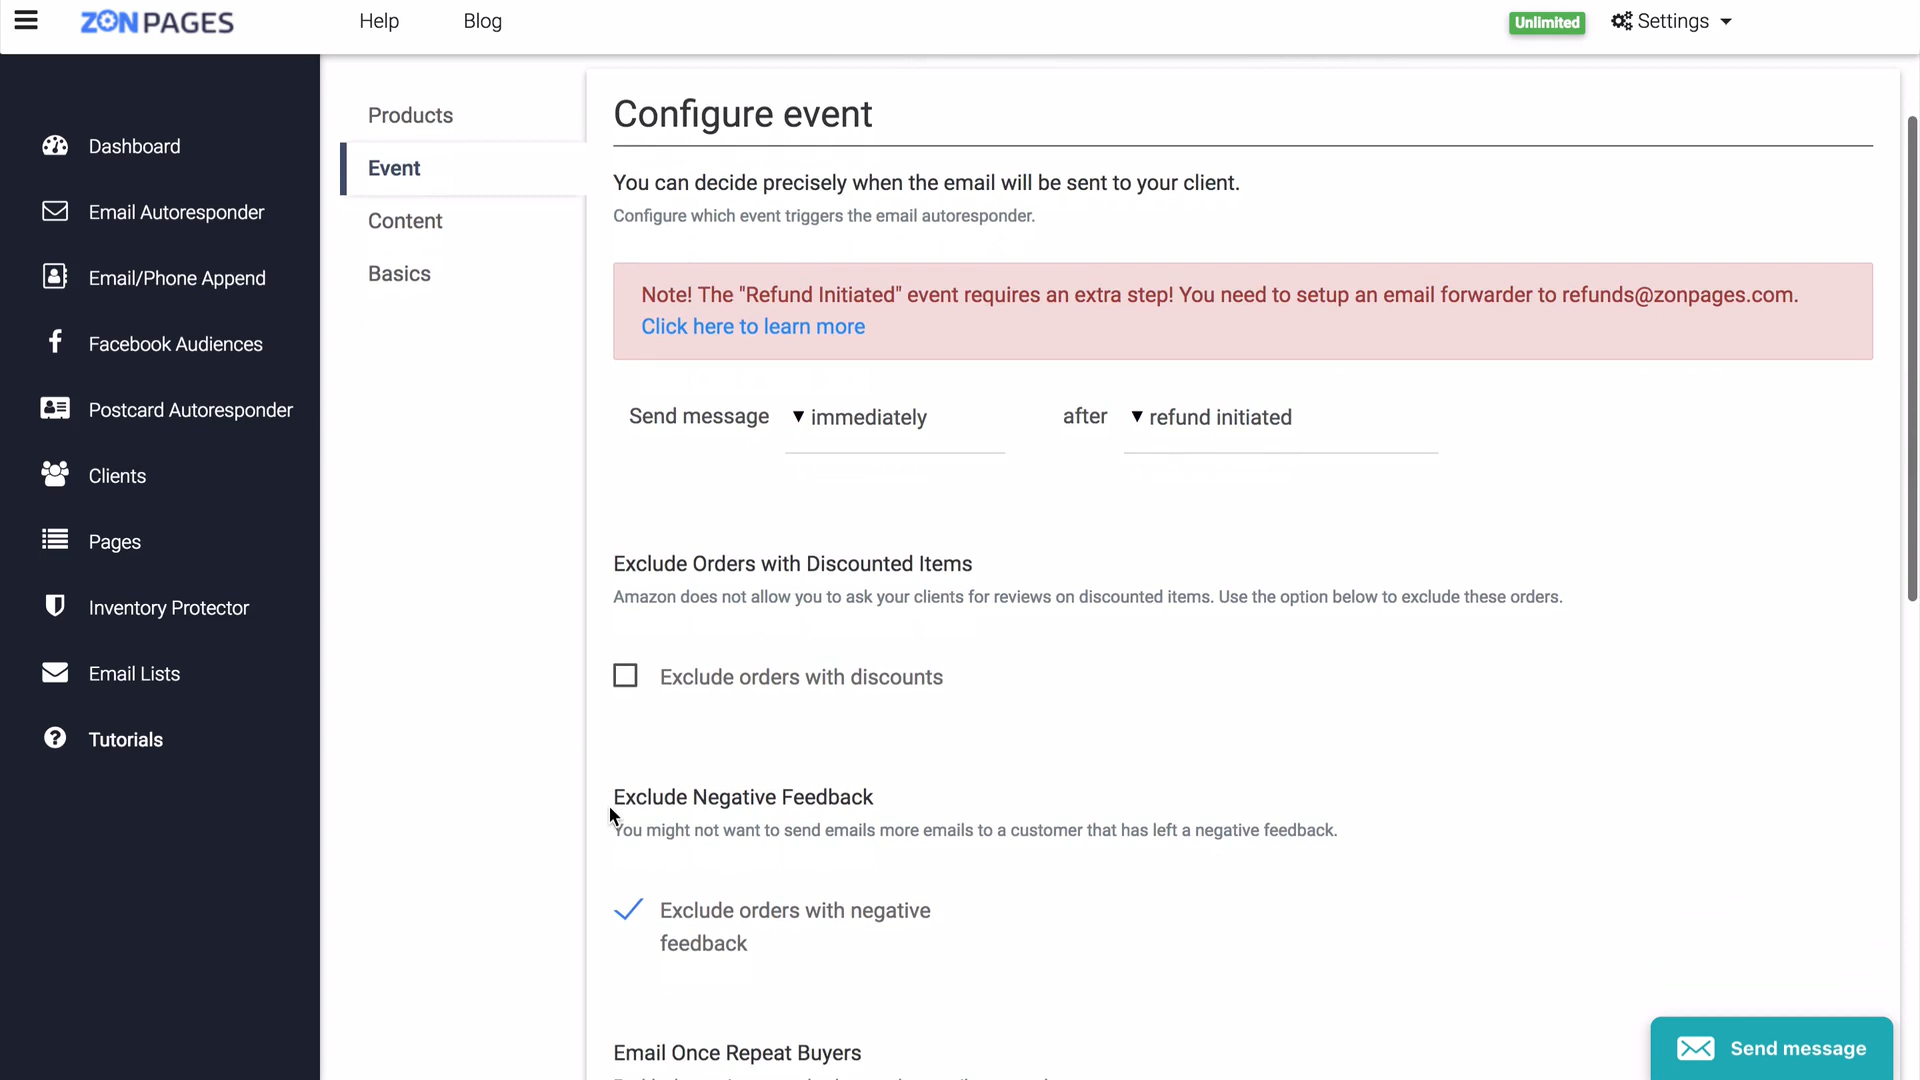 ZONPAGES
Help
Blog
Unlimited
Settings
Dashboard
Email Autoresponder
Email/Phone Append
Facebook Audiences
Postcard Autoresponder
Clients
Pages
Inventory Protector
Email Lists
Tutorials
Products
Event
Content
Basics
Configure event
You can decide precisely when the email will be sent to your client.
Configure which event triggers the email autoresponder.
Note! The "Refund Initiated" event requires an extra step! You need to setup an email forwarder to refunds@zonpages.com.
Click here to learn more
Send message immediately after refund initiated
Exclude Orders with Discounted Items
Amazon does not allow you to ask your clients for reviews on discounted items. Use the option below to exclude these orders.
Exclude orders with discounts
Exclude Negative Feedback
You might not want to send emails more emails to a customer that has left a negative feedback.
Exclude orders with negative
feedback
Email Once Repeat Buyers
Send message